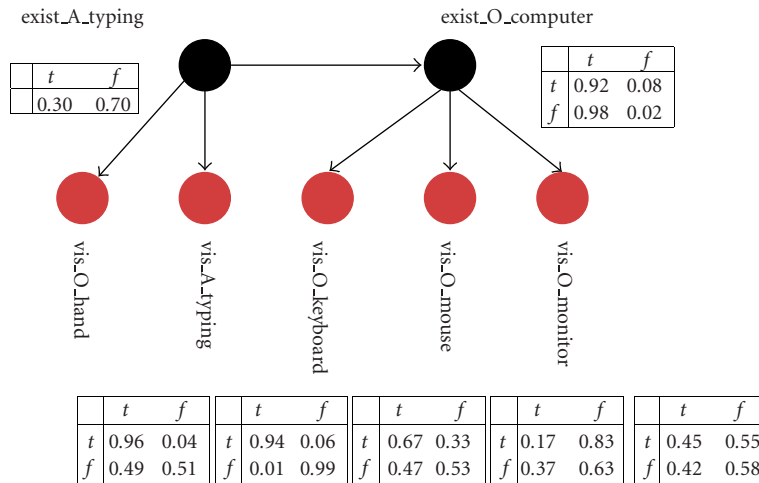 exist_A_typing exist_O_computer
t f
0.30 0.70
t f
t 0.92 0.08
f 0.98 0.02
vis_O_hand
vis_A_typing
vis_O_keyboard
vis_O_mouse
vis_O_monitor
t f
t 0.96 0.04
f 0.49 0.51
t f
t 0.94 0.06
f 0.01 0.99
t f
t 0.67 0.33
f 0.47 0.53
t f
t 0.17 0.83
f 0.37 0.63
t f
t 0.45 0.55
f 0.42 0.58